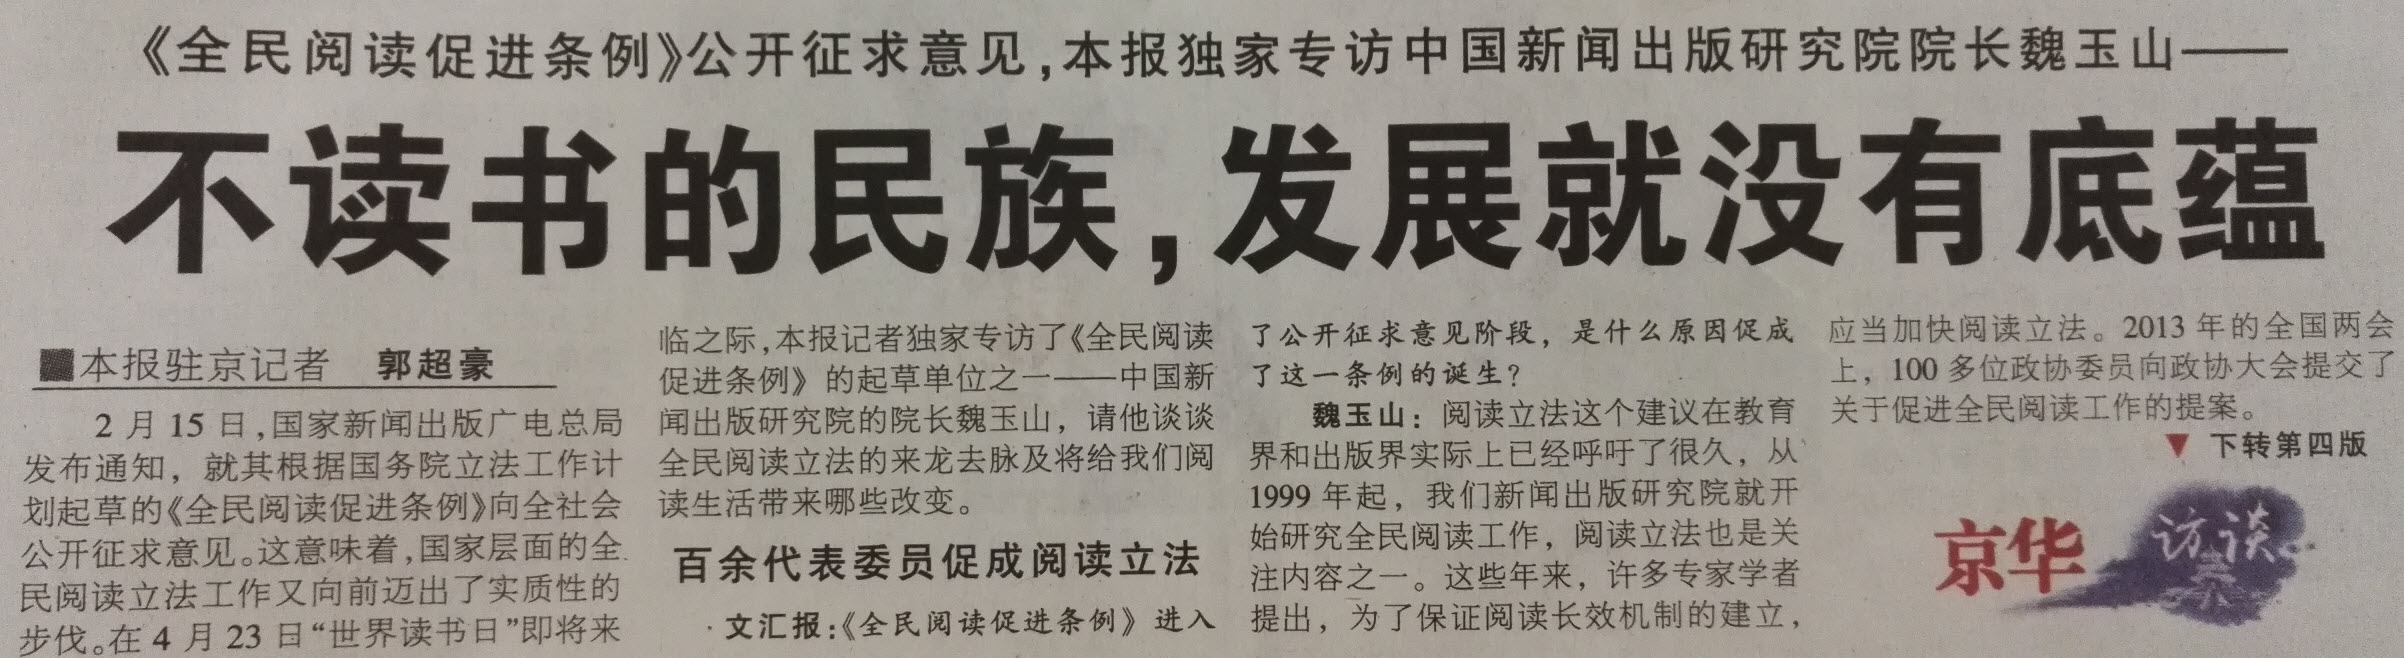 《全民阅读促进条例》公开征求意见,本报独家专访中国新闻出版研究院院长魏玉山——
不读书的民族,发展就没有底蕴
■本报驻京记者 郭超豪
2 月 15 日,国家新闻出版广电总局
发布通知，就其根据国务院立法工作计
划起草的《全民阅读促进条例》向全社会
公开征求意见。这意味着,国家层面的全
民阅读立法工作又向前迈出了实质性的
步伐。在 4 月 23 日“世界读书日”即将来
临之际,本报记者独家专访了《全民阅读
促进条例》的起草单位之一——中国新
闻出版研究院的院长魏玉山，请他谈谈
全民阅读立法的来龙去脉及将给我们阅
读生活带来哪些改变。
百余代表委员促成阅读立法
文汇报:《全民阅读促进条例》进入
了公开征求意见阶段，是什么原因促成
了这一条例的诞生?
魏玉山：阅读立法这个建议在教育
界和出版界实际上已经呼吁了很久，从
1999 年起，我们新闻出版研究院就开
始研究全民阅读工作，阅读立法也是关
注内容之一。这些年来，许多专家学者
提出，为了保证阅读长效机制的建立，
应当加快阅读立法。2013 年的全国两会
上，100 多位政协委员向政协大会提交了
关于促进全民阅读工作的提案。
▼ 下转第四版
京华 访谈